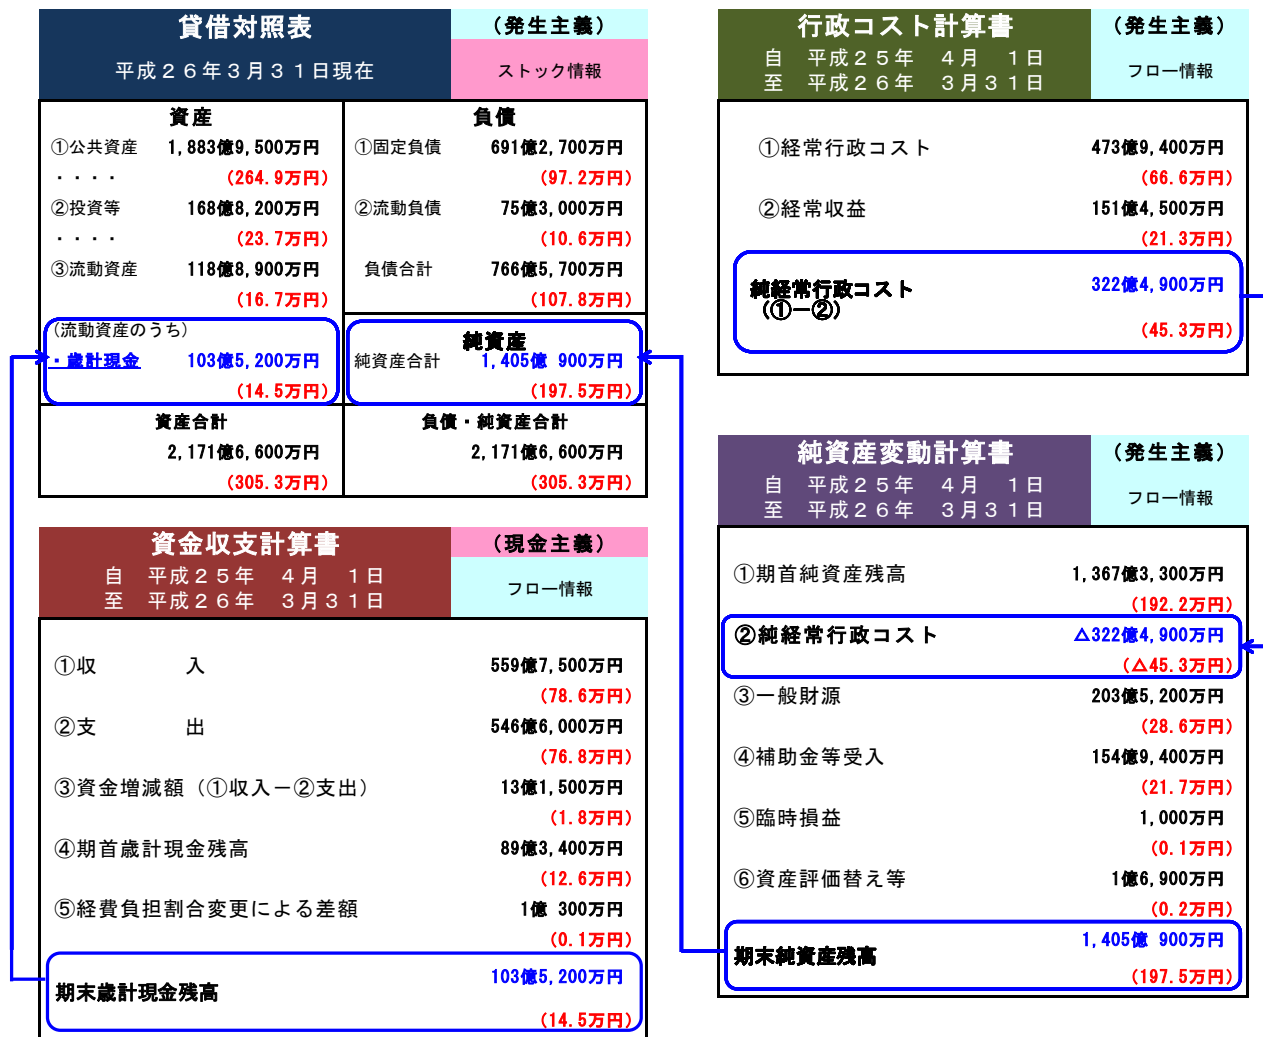 貸借対照表 （発生主義）
平成２６年３月３１日現在 ストック情報
資産 負債
①公共資産 1,883億9,500万円 ①固定負債 691億2,700万円
・・・・ (264.9万円) (97.2万円)
②投資等 168億8,200万円 ②流動負債 75億3,000万円
・・・・ (23.7万円) (10.6万円)
③流動資産 118億8,900万円 負債合計 766億5,700万円
(16.7万円) (107.8万円)
(流動資産のうち) 純資産
・歳計現金 103億5,200万円 純資産合計 1,405億 900万円
(14.5万円) (197.5万円)
資産合計 負債・純資産合計
2,171億6,600万円 2,171億6,600万円
(305.3万円) (305.3万円)
資金収支計算書 （現金主義）
自 平成２５年 ４月 １日
至 平成２６年 ３月３１日
フロー情報
①収 入 559億7,500万円
(78.6万円)
②支 出 546億6,000万円
(76.8万円)
③資金増減額（①収入－②支出） 13億1,500万円
(1.8万円)
④期首歳計現金残高 89億3,400万円
(12.6万円)
⑤経費負担割合変更による差額 1億 300万円
(0.1万円)
期末歳計現金残高 103億5,200万円
(14.5万円)
行政コスト計算書 （発生主義）
自 平成２５年 ４月 １日
至 平成２６年 ３月３１日
フロー情報
①経常行政コスト 473億9,400万円
(66.6万円)
②経常収益 151億4,500万円
(21.3万円)
純経常行政コスト 322億4,900万円
（①－②）
(45.3万円)
純資産変動計算書 （発生主義）
自 平成２５年 ４月 １日
至 平成２６年 ３月３１日
フロー情報
①期首純資産残高 1,367億3,300万円
(192.2万円)
②純経常行政コスト △322億4,900万円
(△45.3万円)
③一般財源 203億5,200万円
(28.6万円)
④補助金等受入 154億9,400万円
(21.7万円)
⑤臨時損益 1,000万円
(0.1万円)
⑥資産評価替え等 1億6,900万円
(0.2万円)
期末純資産残高 1,405億 900万円
(197.5万円)